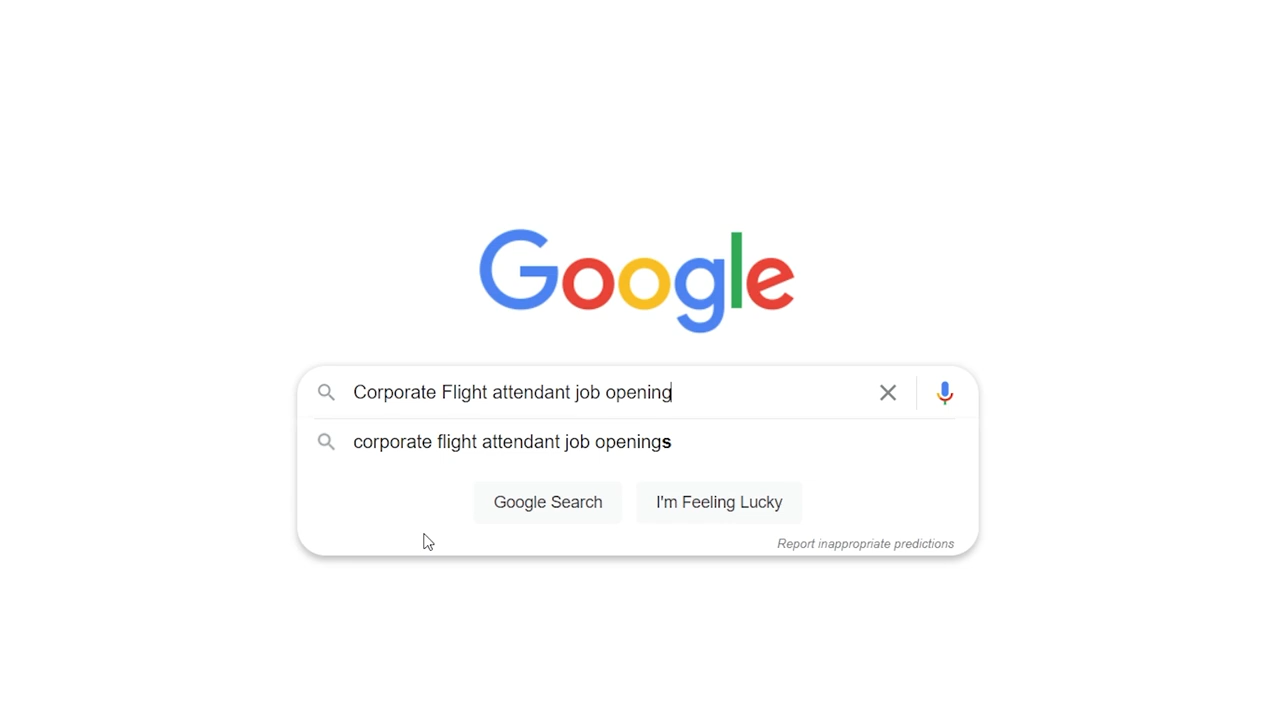 Google
Corporate Flight attendant job opening
corporate flight attendant job openings
Google Search
I'm Feeling Lucky
Report inappropriate predictions